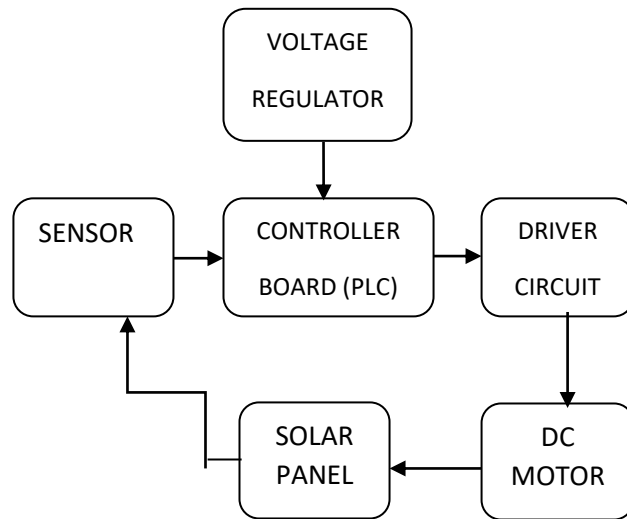 VOLTAGE
REGULATOR
SENSOR
CONTROLLER
BOARD (PLC)
DRIVER
CIRCUIT
SOLAR
PANEL
DC
MOTOR